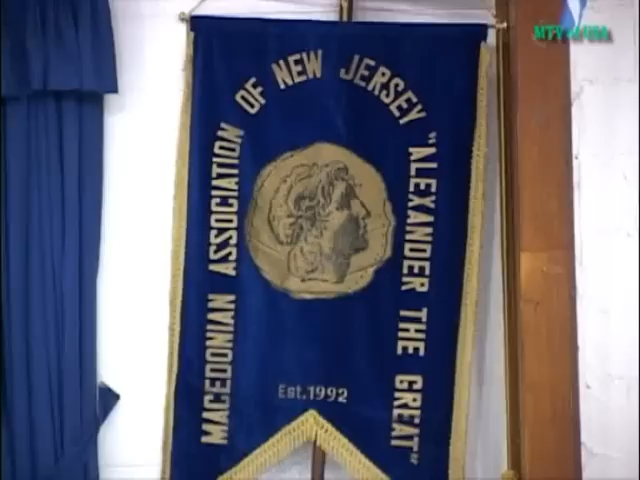 MACEDONIAN ASSOCIATION OF NEW JERSEY "ALEXANDER THE GREAT"
Est.1992